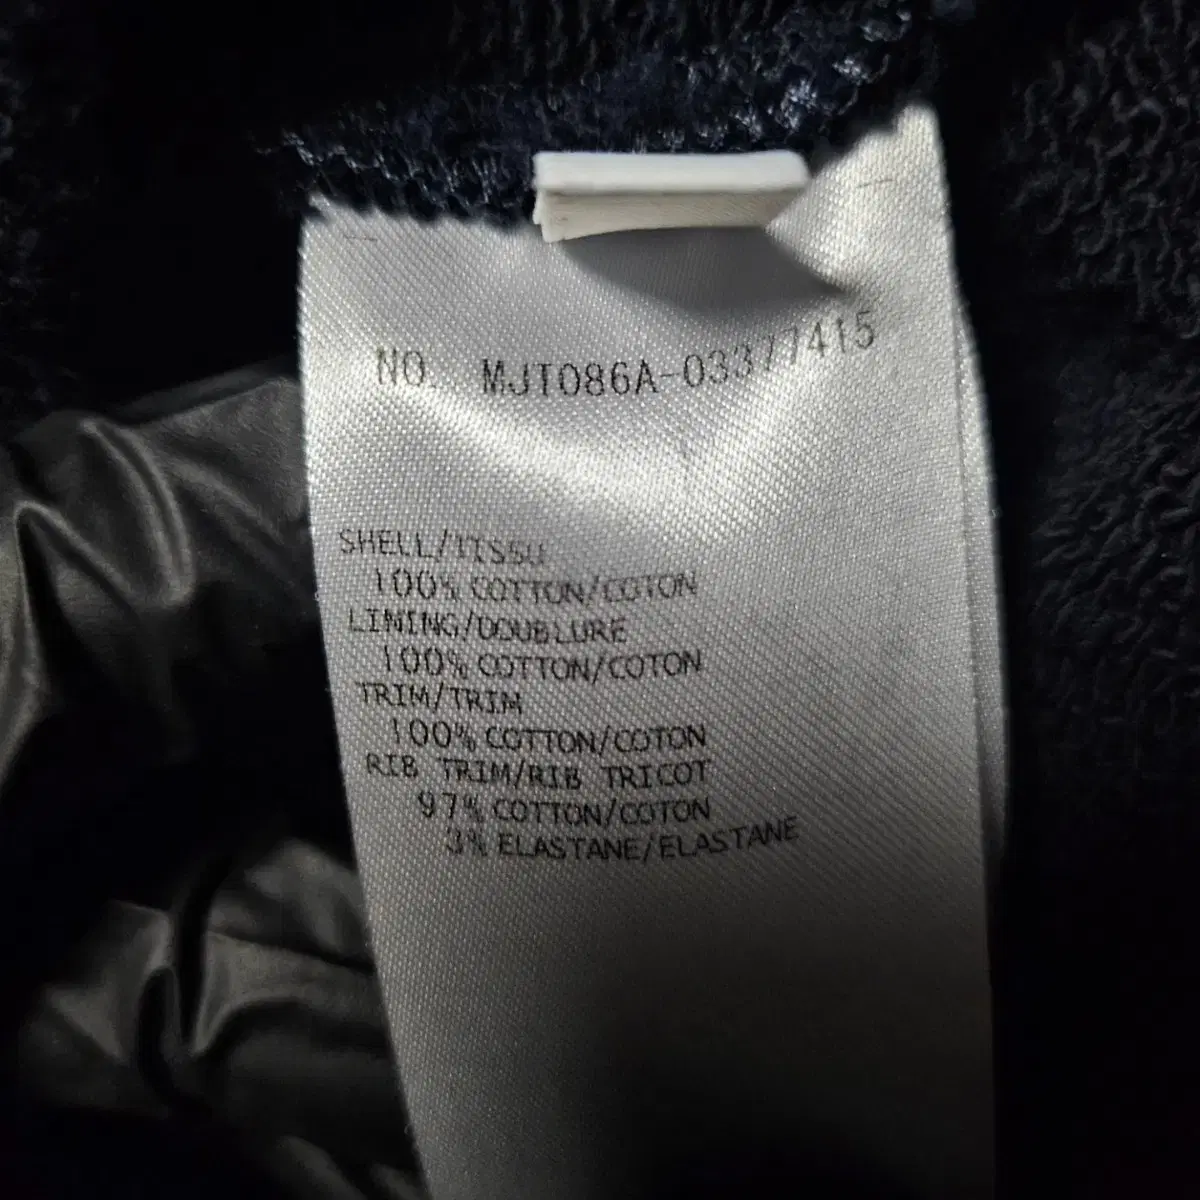 NO. MJT086A-03377415
SHELL/TISSU
100% COTTON/COTON
LINING/DOUBLURE
100% COTTON/COTON
TRIM/TRIM
100% COTTON/COTON
RIB TRIM/RIB TRICOT
97% COTTON/COTON
3% ELASTANE/ELASTANE